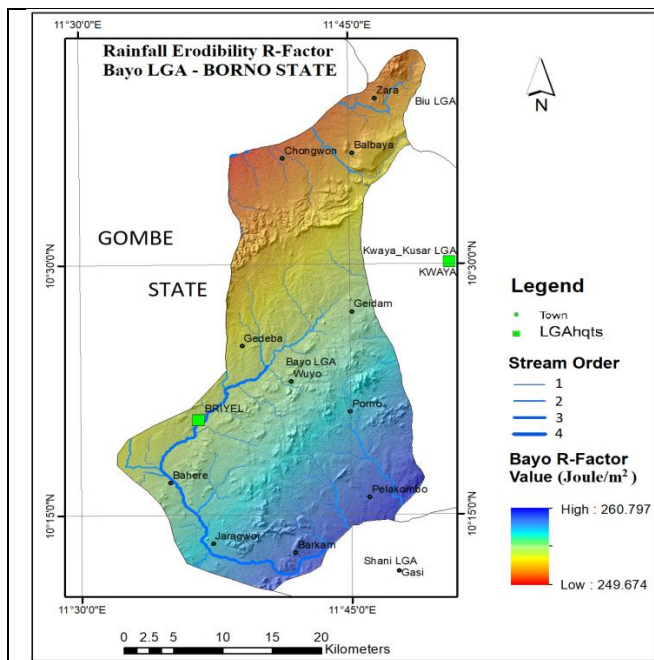 11°30'0"E
11°45'0"E
Rainfall Erodibility R-Factor
Bayo LGA - BORNO STATE
Zara
Biu LGA
N
Chongwon
Balbaya
GOMBE
Kwaya_Kusar LGA
KWAYA
10°30'0"N
10°30'0"N
STATE
Geidam
Gedeba
Bayo LGA
Wuyo
BRIYEL
Porro
Bahere
Pelakombo
10°15'0"N
10°15'0"N
Jaragwol
Barkam
Shani LGA
Gasi
11°30'0"E
11°45'0"E
0 2.5 5 10 15 20
Kilometers
Legend
Town
LGAhqts
Stream Order
1
2
3
4
Bayo R-Factor
Value (Joule/m²)
High : 260.797
Low : 249.674